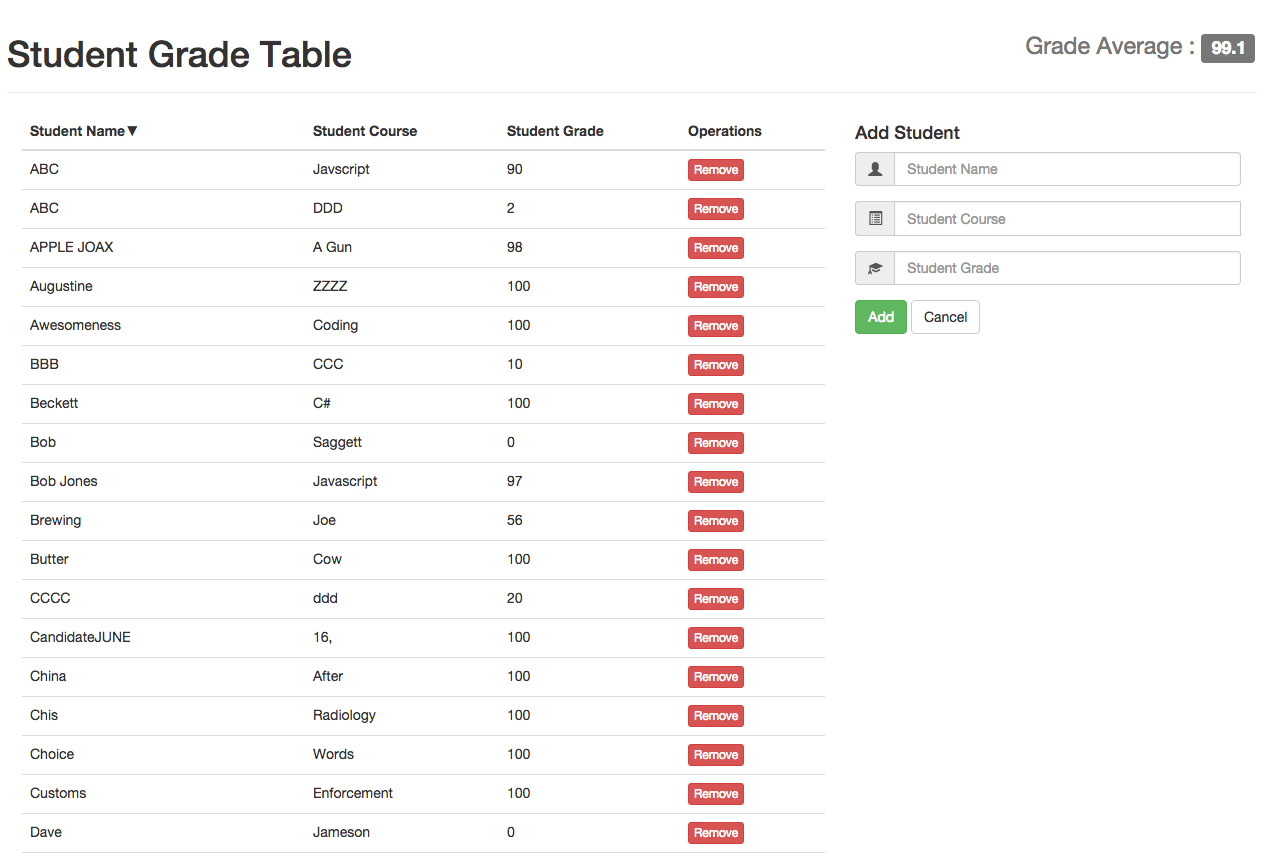 Student Grade Table
Grade Average : 99.1
Student Name▼ Student Course Student Grade Operations
ABC Javscript 90 Remove
ABC DDD 2 Remove
APPLE JOAX A Gun 98 Remove
Augustine ZZZZ 100 Remove
Awesomeness Coding 100 Remove
BBB CCC 10 Remove
Beckett C# 100 Remove
Bob Saggett 0 Remove
Bob Jones Javascript 97 Remove
Brewing Joe 56 Remove
Butter Cow 100 Remove
CCCC ddd 20 Remove
CandidateJUNE 16, 100 Remove
China After 100 Remove
Chis Radiology 100 Remove
Choice Words 100 Remove
Customs Enforcement 100 Remove
Dave Jameson 0 Remove
Add Student
Student Name
Student Course
Student Grade
Add Cancel